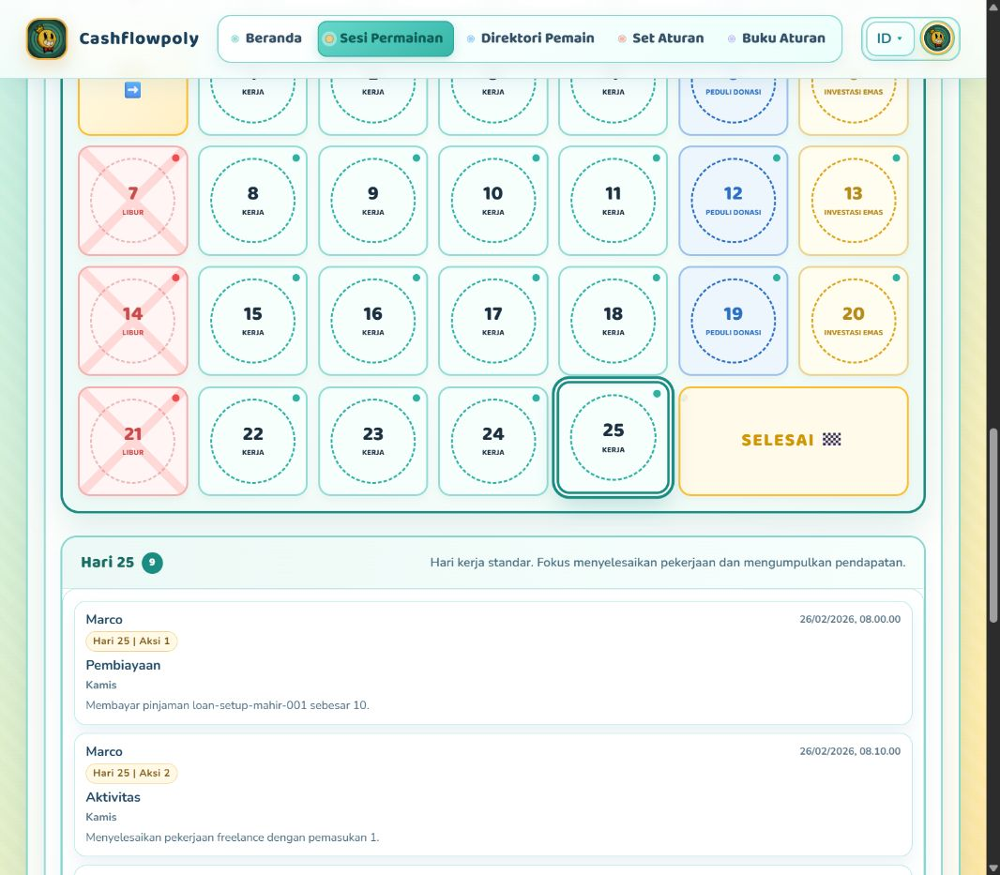 Cashflowpoly
Beranda
Sesi Permainan
Direktori Pemain
Set Aturan
Buku Aturan
ID
KERJA
KERJA
KERJA
KERJA
PEDULI DONASI
INVESTASI EMAS
7
LIBUR
8
KERJA
9
KERJA
10
KERJA
11
KERJA
12
PEDULI DONASI
13
INVESTASI EMAS
14
LIBUR
15
KERJA
16
KERJA
17
KERJA
18
KERJA
19
PEDULI DONASI
20
INVESTASI EMAS
21
LIBUR
22
KERJA
23
KERJA
24
KERJA
25
KERJA
SELESAI
Hari 25 9
Hari kerja standar. Fokus menyelesaikan pekerjaan dan mengumpulkan pendapatan.
Marco
26/02/2026, 08.00.00
Hari 25 | Aksi 1
Pembiayaan
Kamis
Membayar pinjaman loan-setup-mahir-001 sebesar 10.
Marco
26/02/2026, 08.10.00
Hari 25 | Aksi 2
Aktivitas
Kamis
Menyelesaikan pekerjaan freelance dengan pemasukan 1.